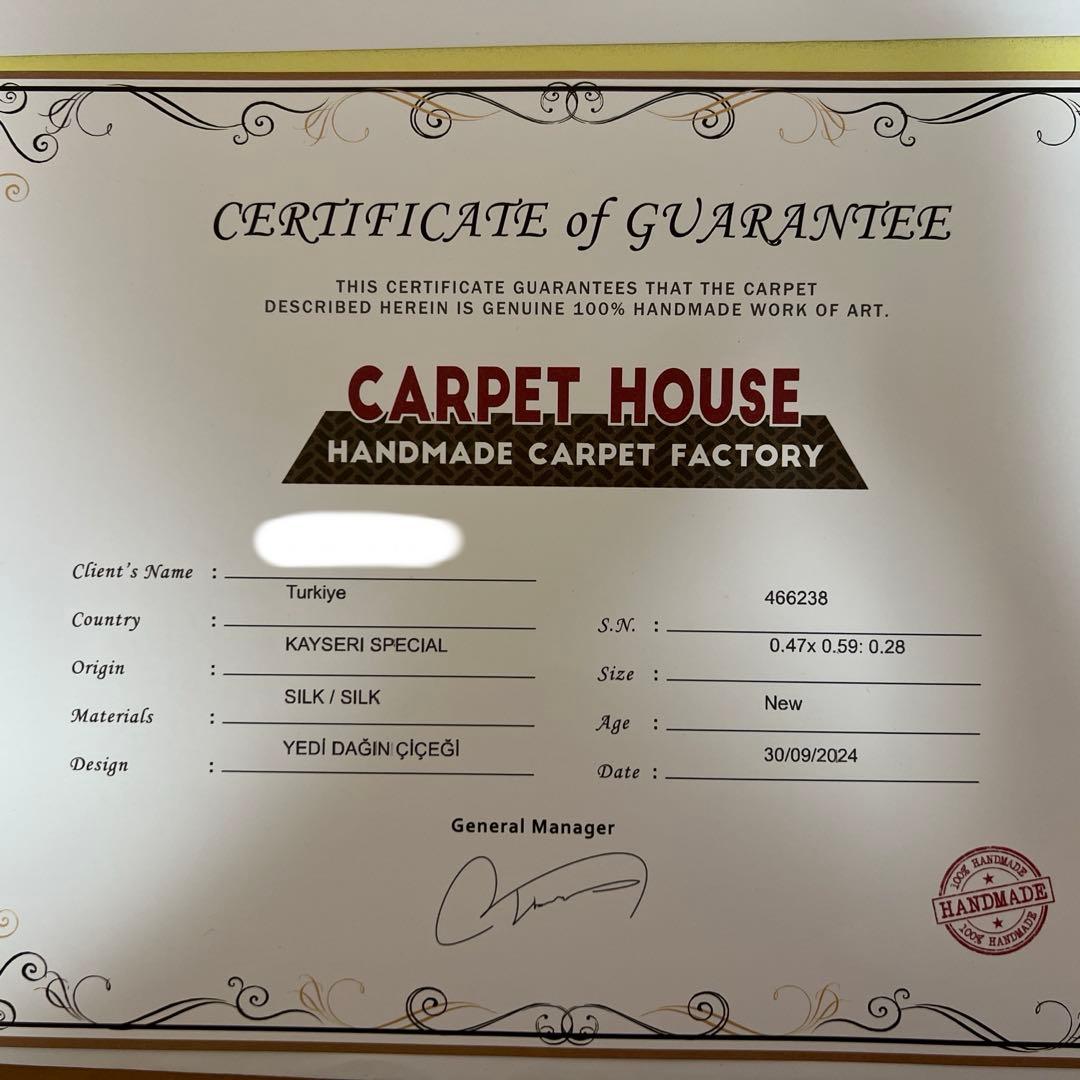 CERTIFICATE of GUARANTEE
THIS CERTIFICATE GUARANTEES THAT THE CARPET
DESCRIBED HEREIN IS GENUINE 100% HANDMADE WORK OF ART.
CARPET HOUSE
HANDMADE CARPET FACTORY
Client's Name :
Country : Turkiye
Origin : KAYSERI SPECIAL
Materials : SILK / SILK
Design : YEDİ DAĞIN ÇİÇEĞİ
S.N. : 466238
Size : 0.47x 0.59: 0.28
Age : New
Date : 30/09/2024
General Manager
100% HANDMADE
HANDMADE
100% HANDMADE